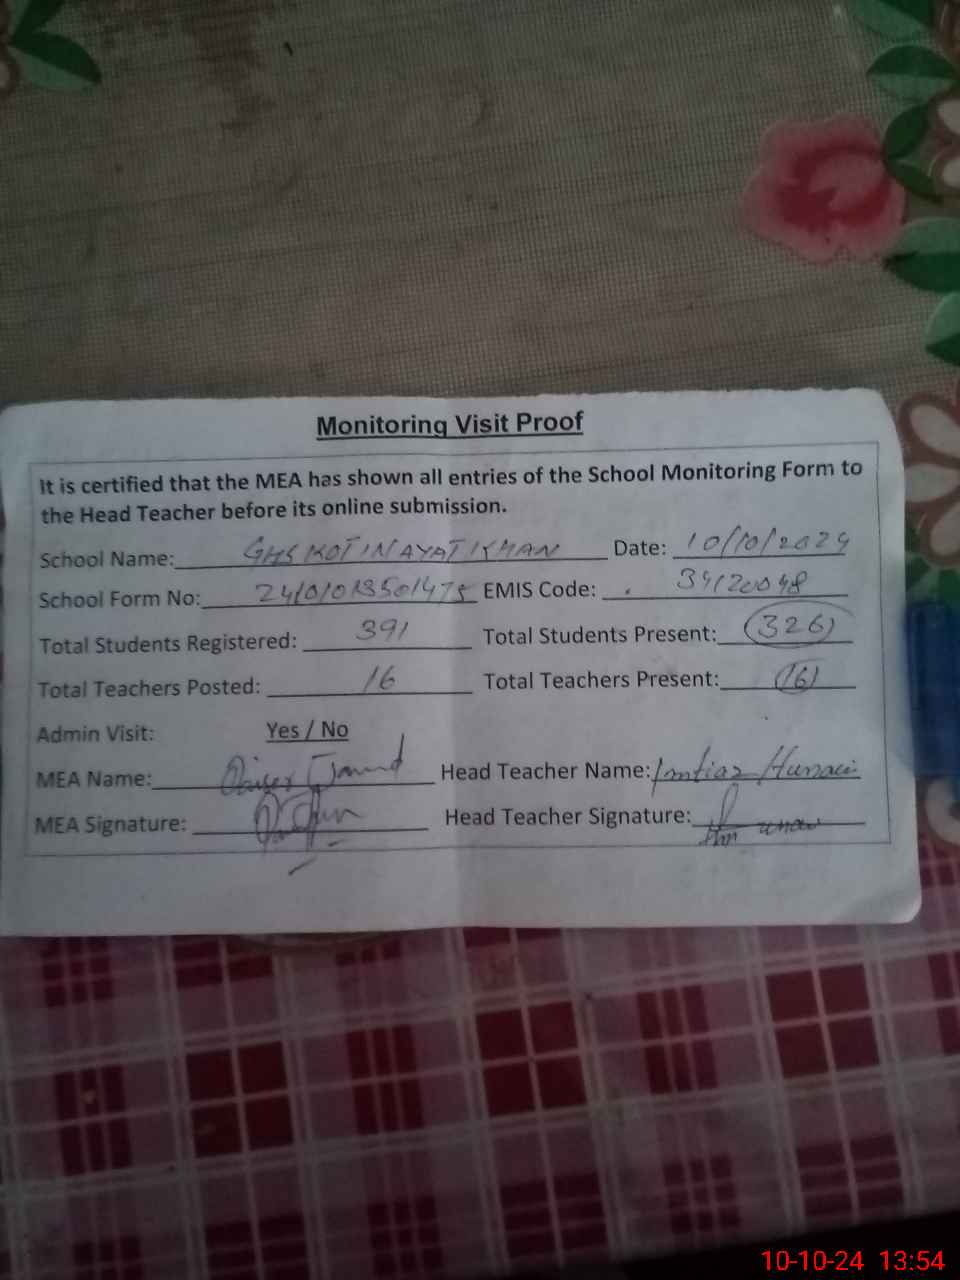 Monitoring Visit Proof
It is certified that the MEA has shown all entries of the School Monitoring Form to
the Head Teacher before its online submission.
School Name: GHS KOT INAYAT KHAN Date: 10/10/2024
School Form No: EMIS Code: 34120048
Total Students Registered: 391 Total Students Present: 326
Total Teachers Posted: 16 Total Teachers Present: 16
Admin Visit: Yes / No
MEA Name: Head Teacher Name: Imtiaz
MEA Signature: Head Teacher Signature:
10-10-24 13:54